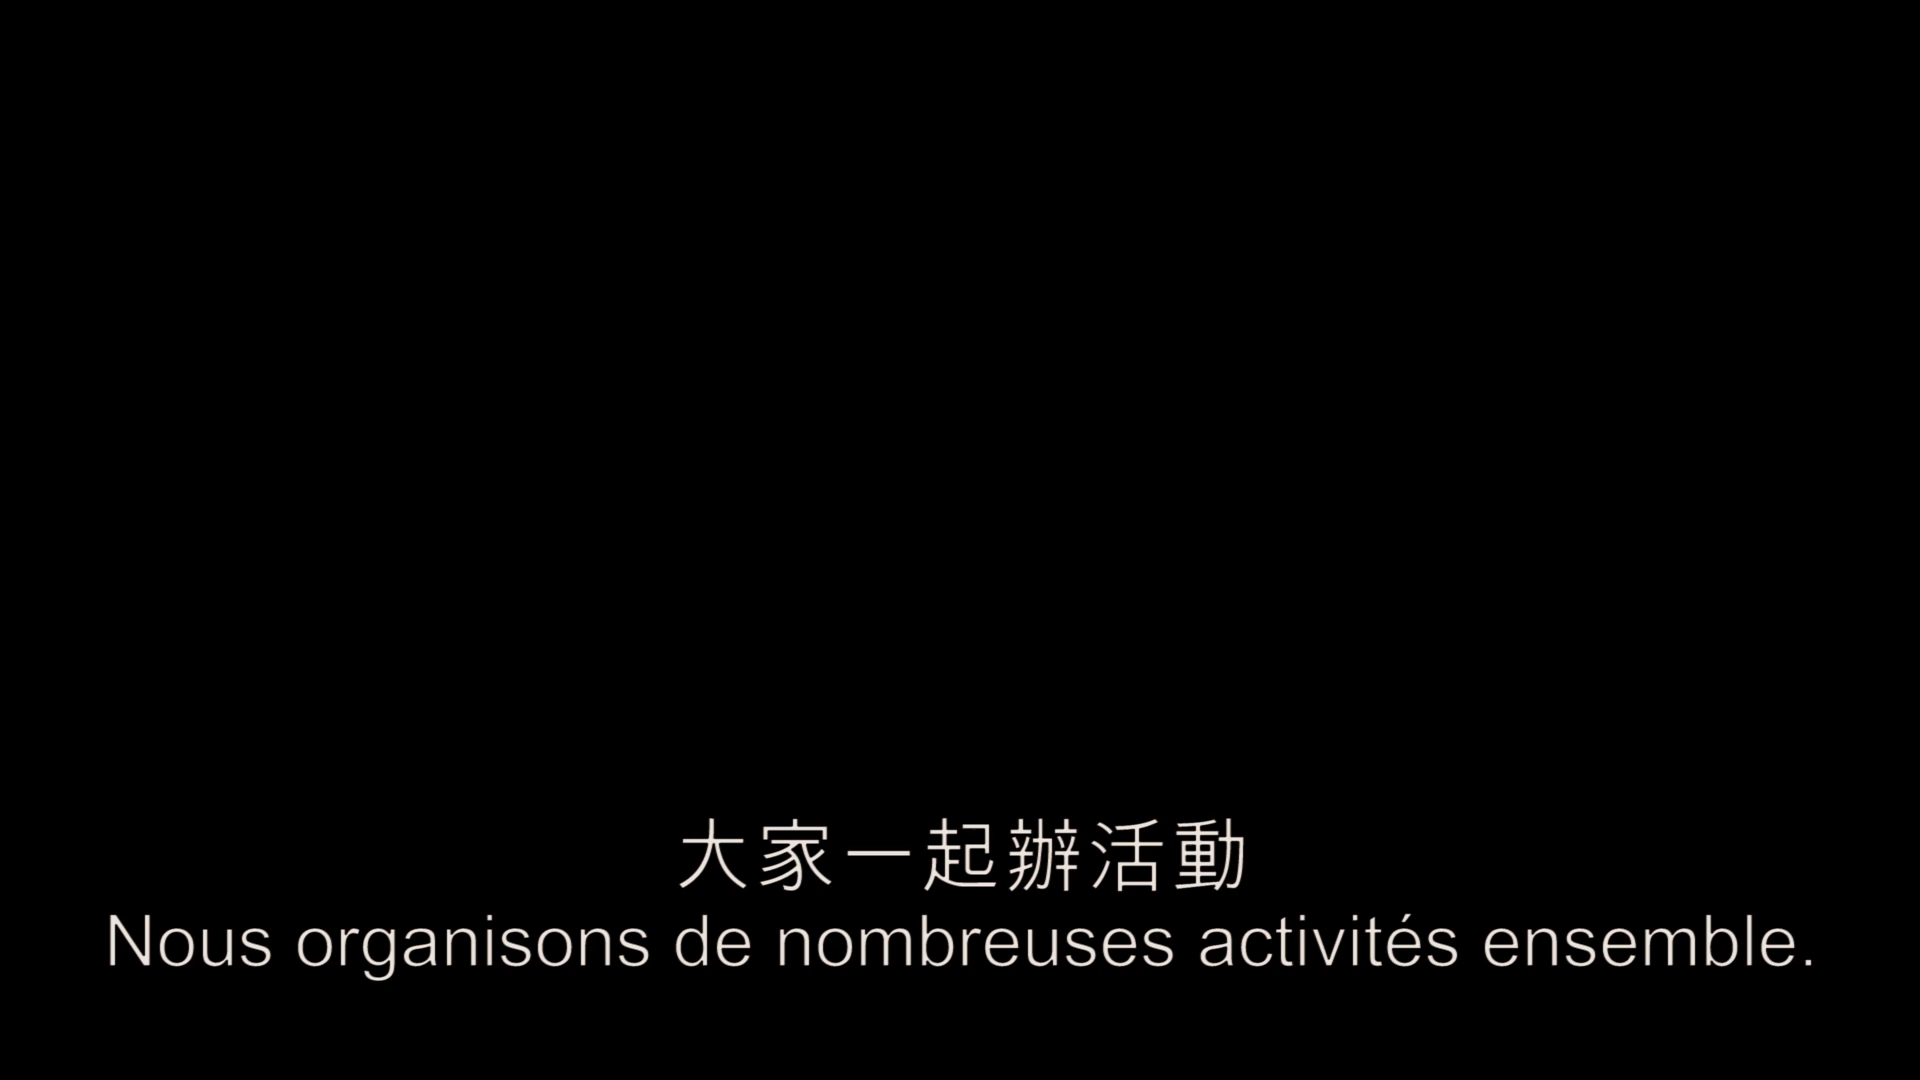 大家一起辦活動
Nous organisons de nombreuses activités ensemble.